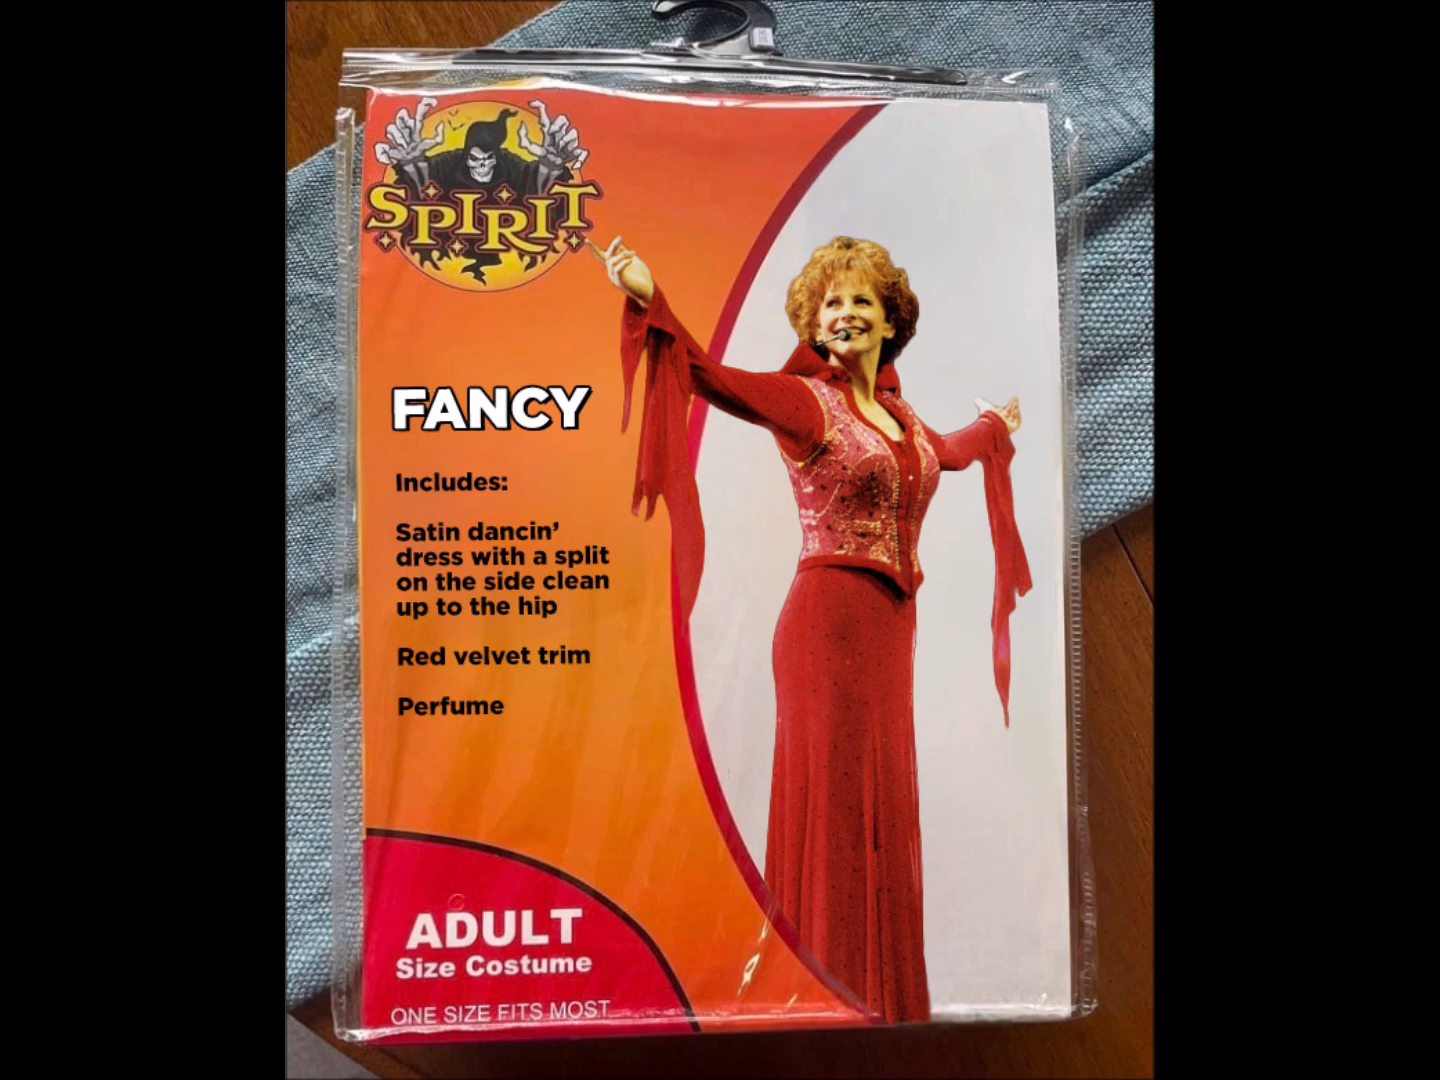 SPIRIT
FANCY
Includes:
Satin dancin’
dress with a split
on the side clean
up to the hip
Red velvet trim
Perfume
ADULT
Size Costume
ONE SIZE FITS MOST